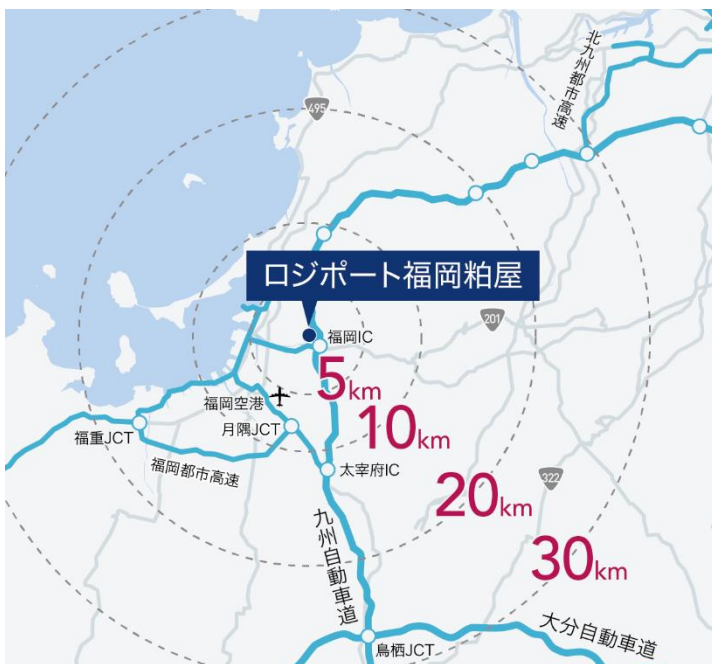 北九州都市高速
495
ロジポート福岡粕屋
201
福岡IC
5km
福岡空港
10km
月隈JCT
福重JCT
福岡都市高速
太宰府IC
322
20km
九州自動車道
30km
大分自動車道
鳥栖JCT